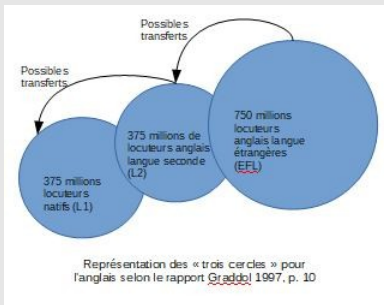 Possibles
transferts
Possibles
transferts
750 millions
locuteurs
anglais langue
étrangères
(EFL)
375 millions de
locuteurs anglais
langue seconde
(L2)
375 millions
locuteurs
natifs (L1)
Représentation des « trois cercles » pour
l'anglais selon le rapport Graddol 1997, p. 10